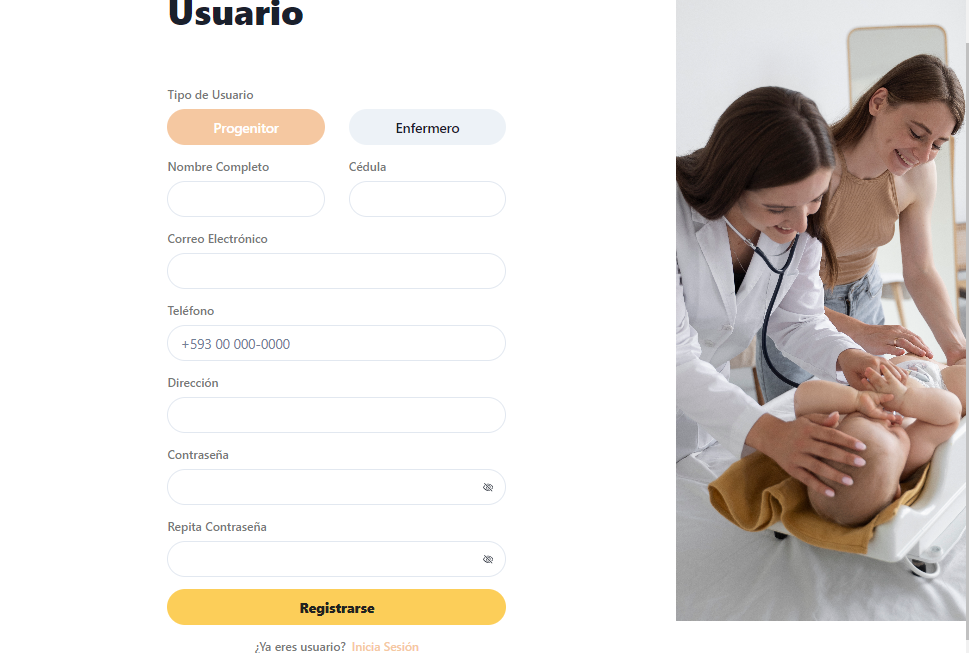 Usuario
Tipo de Usuario
Progenitor Enfermero
Nombre Completo Cédula
Correo Electrónico
Teléfono
+593 00 000-0000
Dirección
Contraseña
Repita Contraseña
Registrarse
¿Ya eres usuario? Inicia Sesión